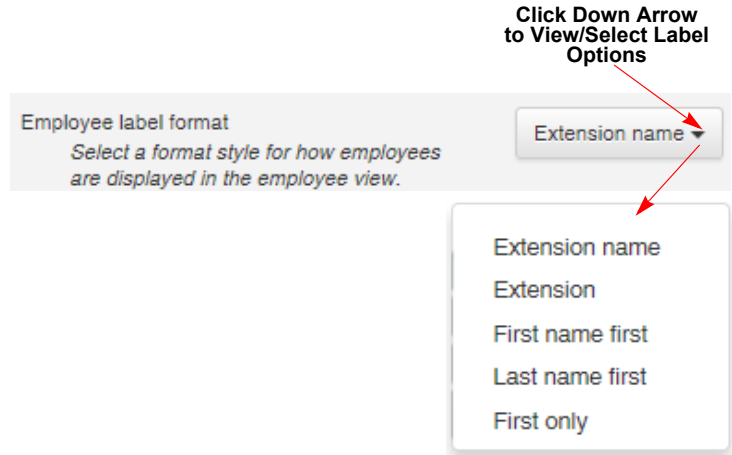 Click Down Arrow
to View/Select Label
Options
Employee label format
Extension name
Select a format style for how employees
are displayed in the employee view.
Extension name
Extension
First name first
Last name first
First only